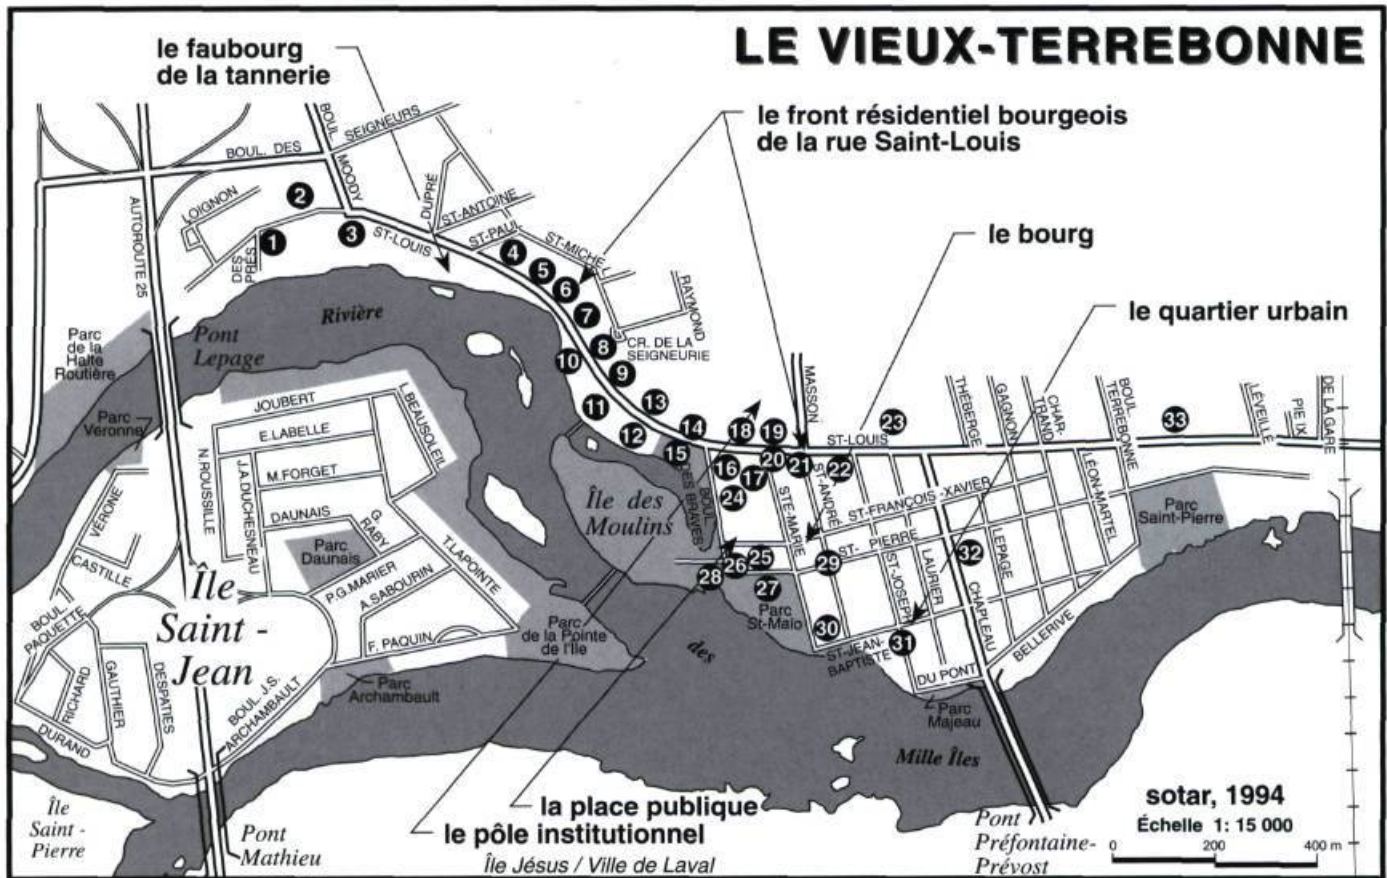 LE VIEUX-TERREBONNE
le faubourg
de la tannerie
le front résidentiel bourgeois
de la rue Saint-Louis
le bourg
le quartier urbain
BOUL. DES
SEIGNEURS
BOUL.
MOODY
AUTOROUTE 25
LOIGNON
DES
PRÉS
ST-LOUIS
DUPRÉ
ST-ANTOINE
ST-PAUL
ST-MICHEL
RAYMOND
CR. DE LA
SEIGNEURIE
1
2
3
4
5
6
7
8
9
10
11
12
13
14
15
16
17
18
19
20
21
22
23
24
25
26
27
28
29
30
31
32
33
Parc
de la
Halte
Routière
Pont
Lepage
Rivière
Parc
Véronne
JOUBERT
E.LABELLE
M.FORGET
DAUNAIS
L.BEAUSOLEIL
N.ROUSSILLE
J.A.DUCHESNEAU
G.
RABY
T.LAPOINTE
Parc
Daunais
P.G.MARIER
A.SABOURIN
F. PAQUIN
VÉRONE
CASTILLE
BOUL.
PAQUETTE
RICHARD
GAUTHIER
DESPATIES
DURAND
BOUL. J.S.
ARCHAMBAULT
Île
Saint -
Jean
Parc
Archambault
Parc
de la Pointe
de l'Île
Île des
Moulins
BOUL.
DES BRAVES
MASSON
ST-LOUIS
STE-MARIE
ST-ANDRÉ
ST-FRANÇOIS-XAVIER
ST- PIERRE
ST-JOSEPH
LAURIER
LEPAGE
CHAPLEAU
THÉBERGE
GAGNON
CHAR-
TRAND
BOUL.
TERREBONNE
LÉON-MARTEL
LÉVEILLÉ
PIE IX
DE LA GARE
Parc
Saint-Pierre
Parc
St-Malo
ST-JEAN-
BAPTISTE
DU PONT
BELLERIVE
Parc
Majeau
des
Mille Îles
la place publique
le pôle institutionnel
Île Jésus / Ville de Laval
Île
Saint -
Pierre
Pont
Mathieu
Pont
Préfontaine-
Prévost
sotar, 1994
Échelle 1: 15 000
0 200 400 m